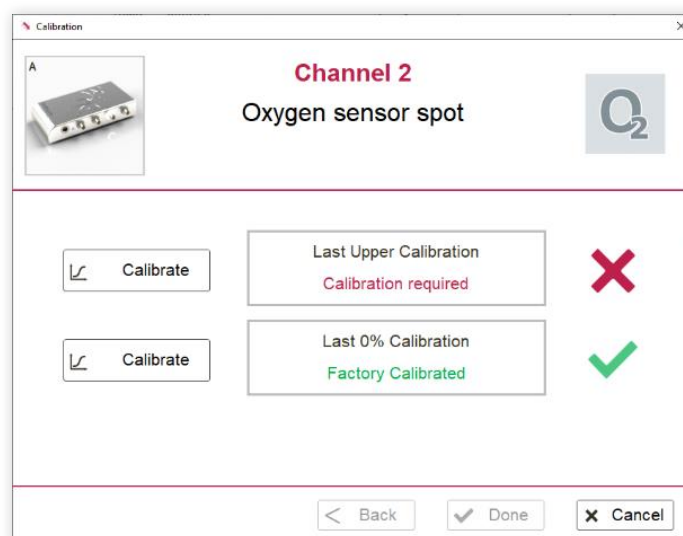 Calibration
A
Channel 2
Oxygen sensor spot
O2
Calibrate
Last Upper Calibration
Calibration required
Calibrate
Last 0% Calibration
Factory Calibrated
Back
Done
Cancel